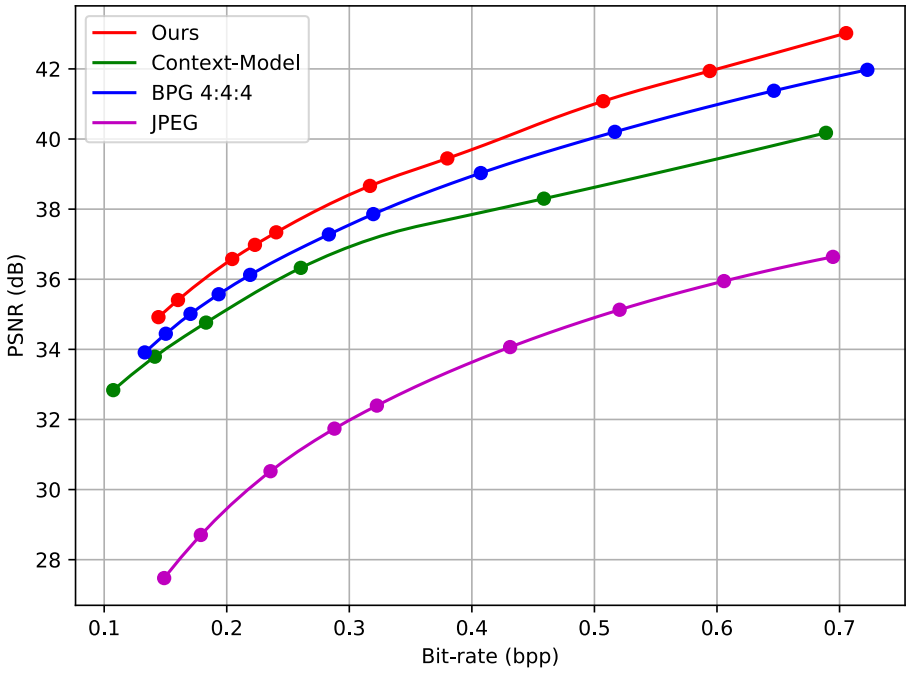 Ours
Context-Model
BPG 4:4:4
JPEG
PSNR (dB)
42
40
38
36
34
32
30
28
0.1 0.2 0.3 0.4 0.5 0.6 0.7
Bit-rate (bpp)